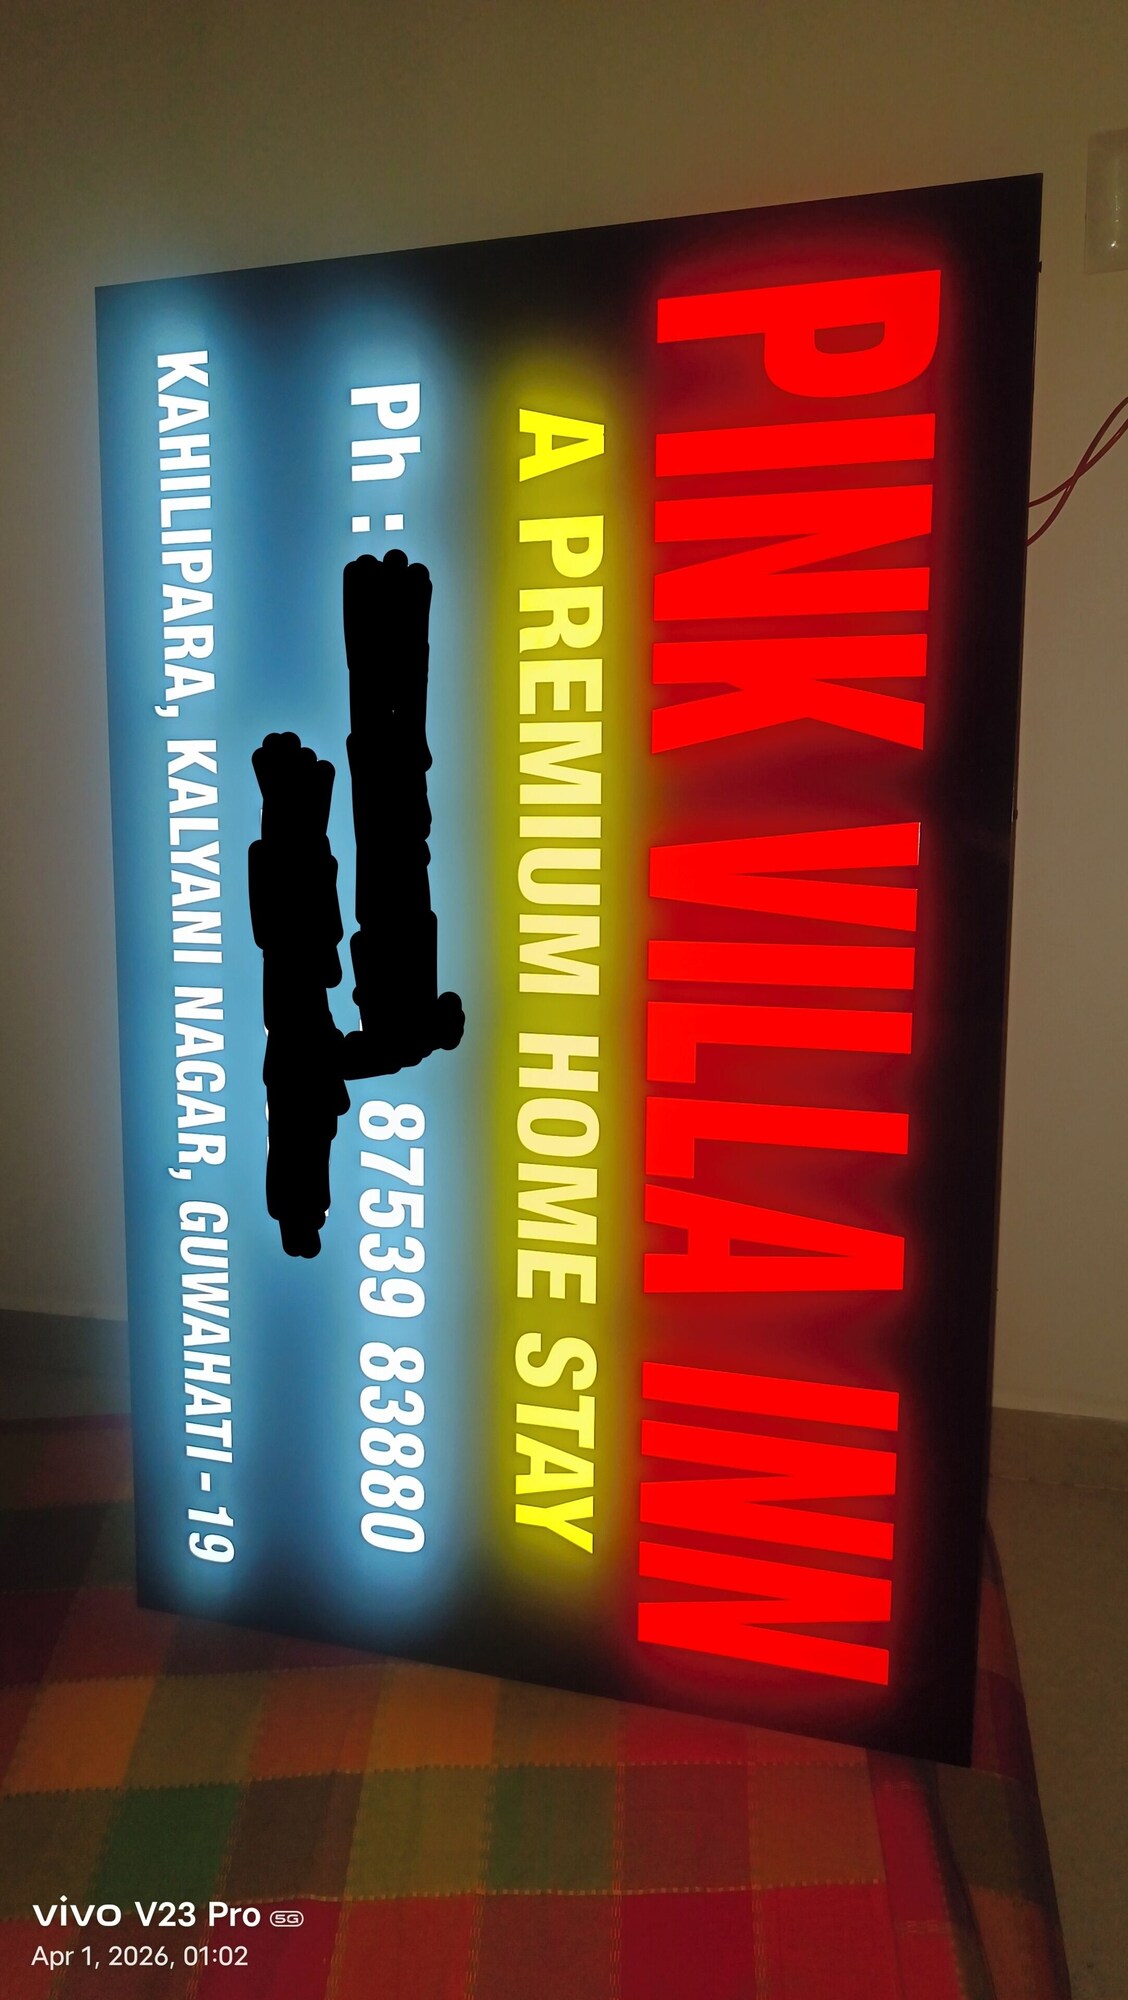 PINK VILLA INN
A PREMIUM HOME STAY
Ph : 87539 83880
KAHILIPARA, KALYANI NAGAR, GUWAHATI - 19
vivo V23 Pro 5G
Apr 1, 2026, 01:02